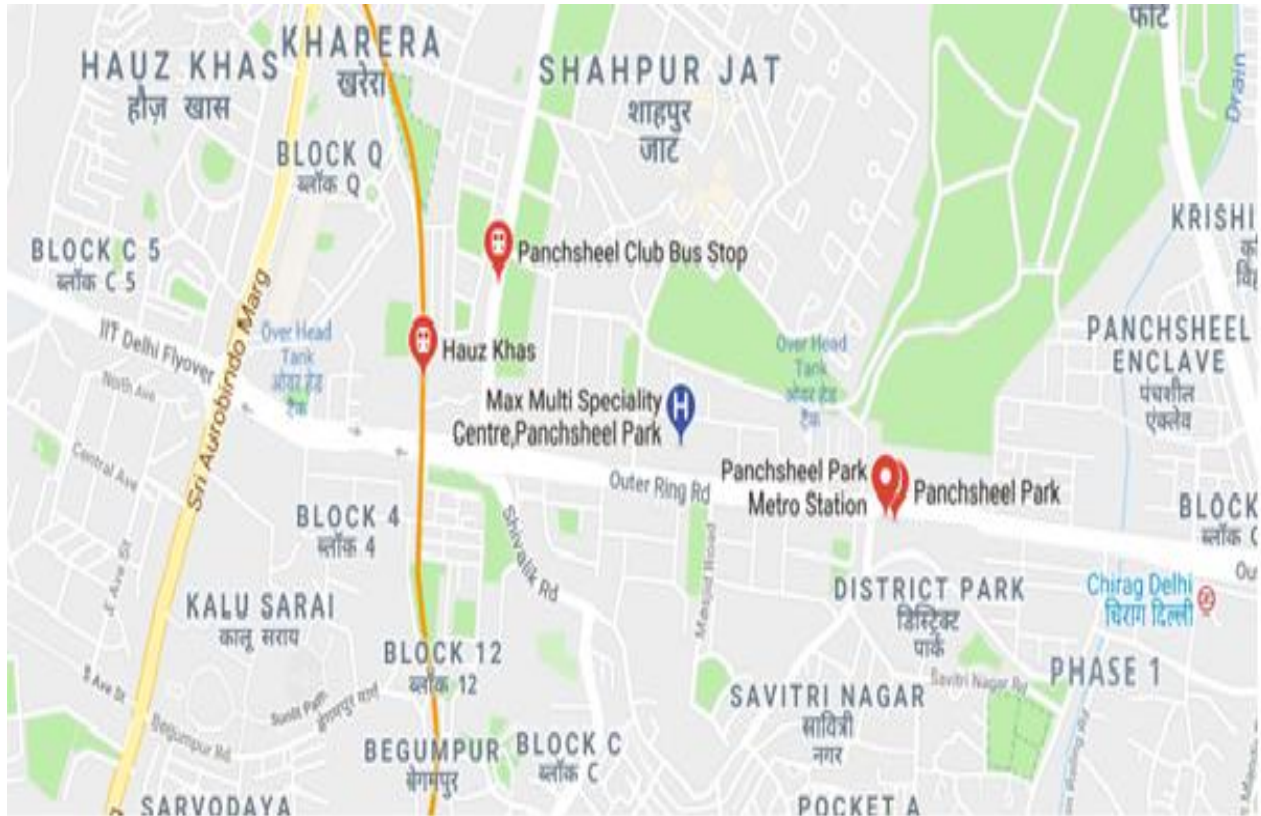 फोर्ट
KHARERA
खरेरा
HAUZ KHAS
हौज़ खास
SHAHPUR JAT
शाहपुर
जाट
Drain
BLOCK Q
ब्लॉक Q
KRISHI
BLOCK C 5
ब्लॉक C 5
Panchsheel Club Bus Stop
Sri Aurobindo Marg
IIT Delhi Flyover
Over Head
Tank
ओवर हेड
टैंक
Hauz Khas
Over Head
Tank
ओवर हेड
टैंक
PANCHSHEEL
ENCLAVE
पंचशील
एंक्लेव
North Ave
Max Multi Speciality
Centre,Panchsheel Park
Central Ave
Outer Ring Rd
Panchsheel Park
Metro Station
Panchsheel Park
BLOCK 4
ब्लॉक 4
Shivalik Rd
BLOCK
ब्लॉक
Ou
Masjid Road
DISTRICT PARK
डिस्ट्रिक्ट
पार्क
Chirag Delhi
चिराग दिल्ली
KALU SARAI
कालू सराय
BLOCK 12
ब्लॉक 12
PHASE 1
S Ave St
Savitri Nagar Rd
SAVITRI NAGAR
सावित्री
नगर
Begumpur Rd
BEGUMPUR
बेगमपुर
BLOCK C
ब्लॉक C
SARVODAYA
POCKET A